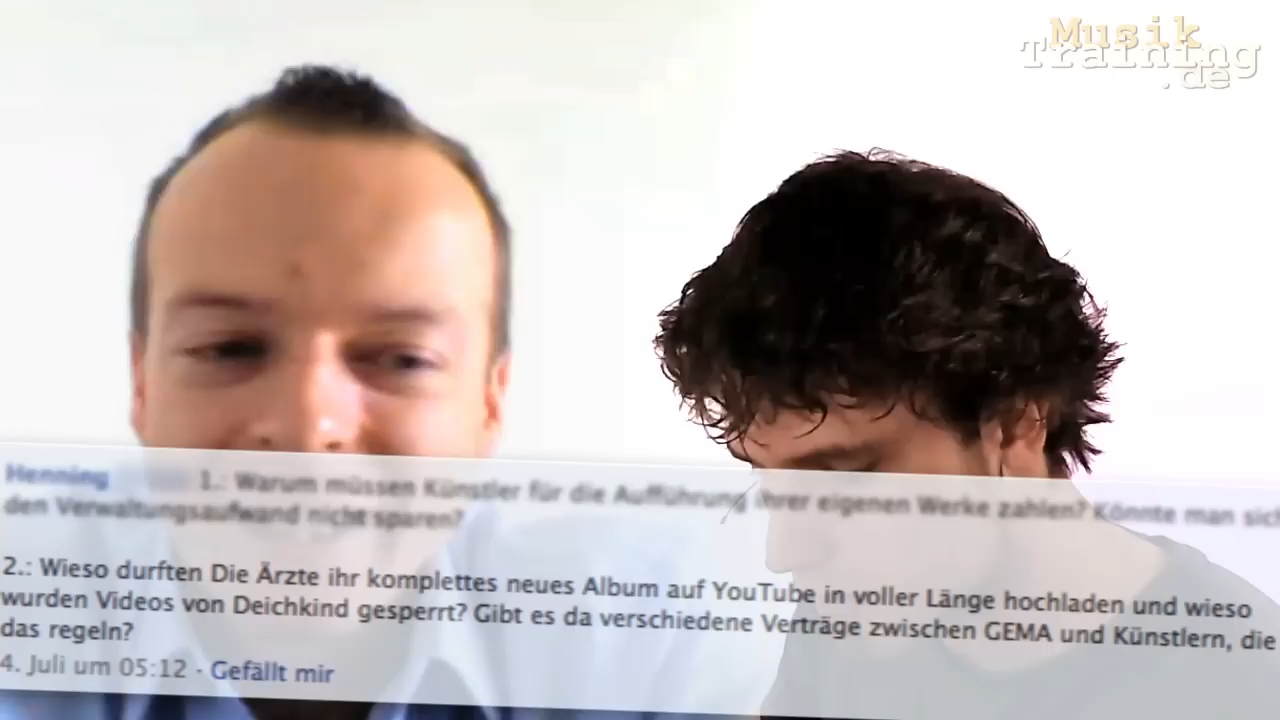 Musik
Training
.de
Henning 1.: Warum müssen Künstler für die Aufführung ihrer eigenen Werke zahlen? Könnte man sich
den Verwaltungsaufwand nicht sparen?
2.: Wieso durften Die Ärzte ihr komplettes neues Album auf YouTube in voller Länge hochladen und wieso
wurden Videos von Deichkind gesperrt? Gibt es da verschiedene Verträge zwischen GEMA und Künstlern, die
das regeln?
4. Juli um 05:12 · Gefällt mir